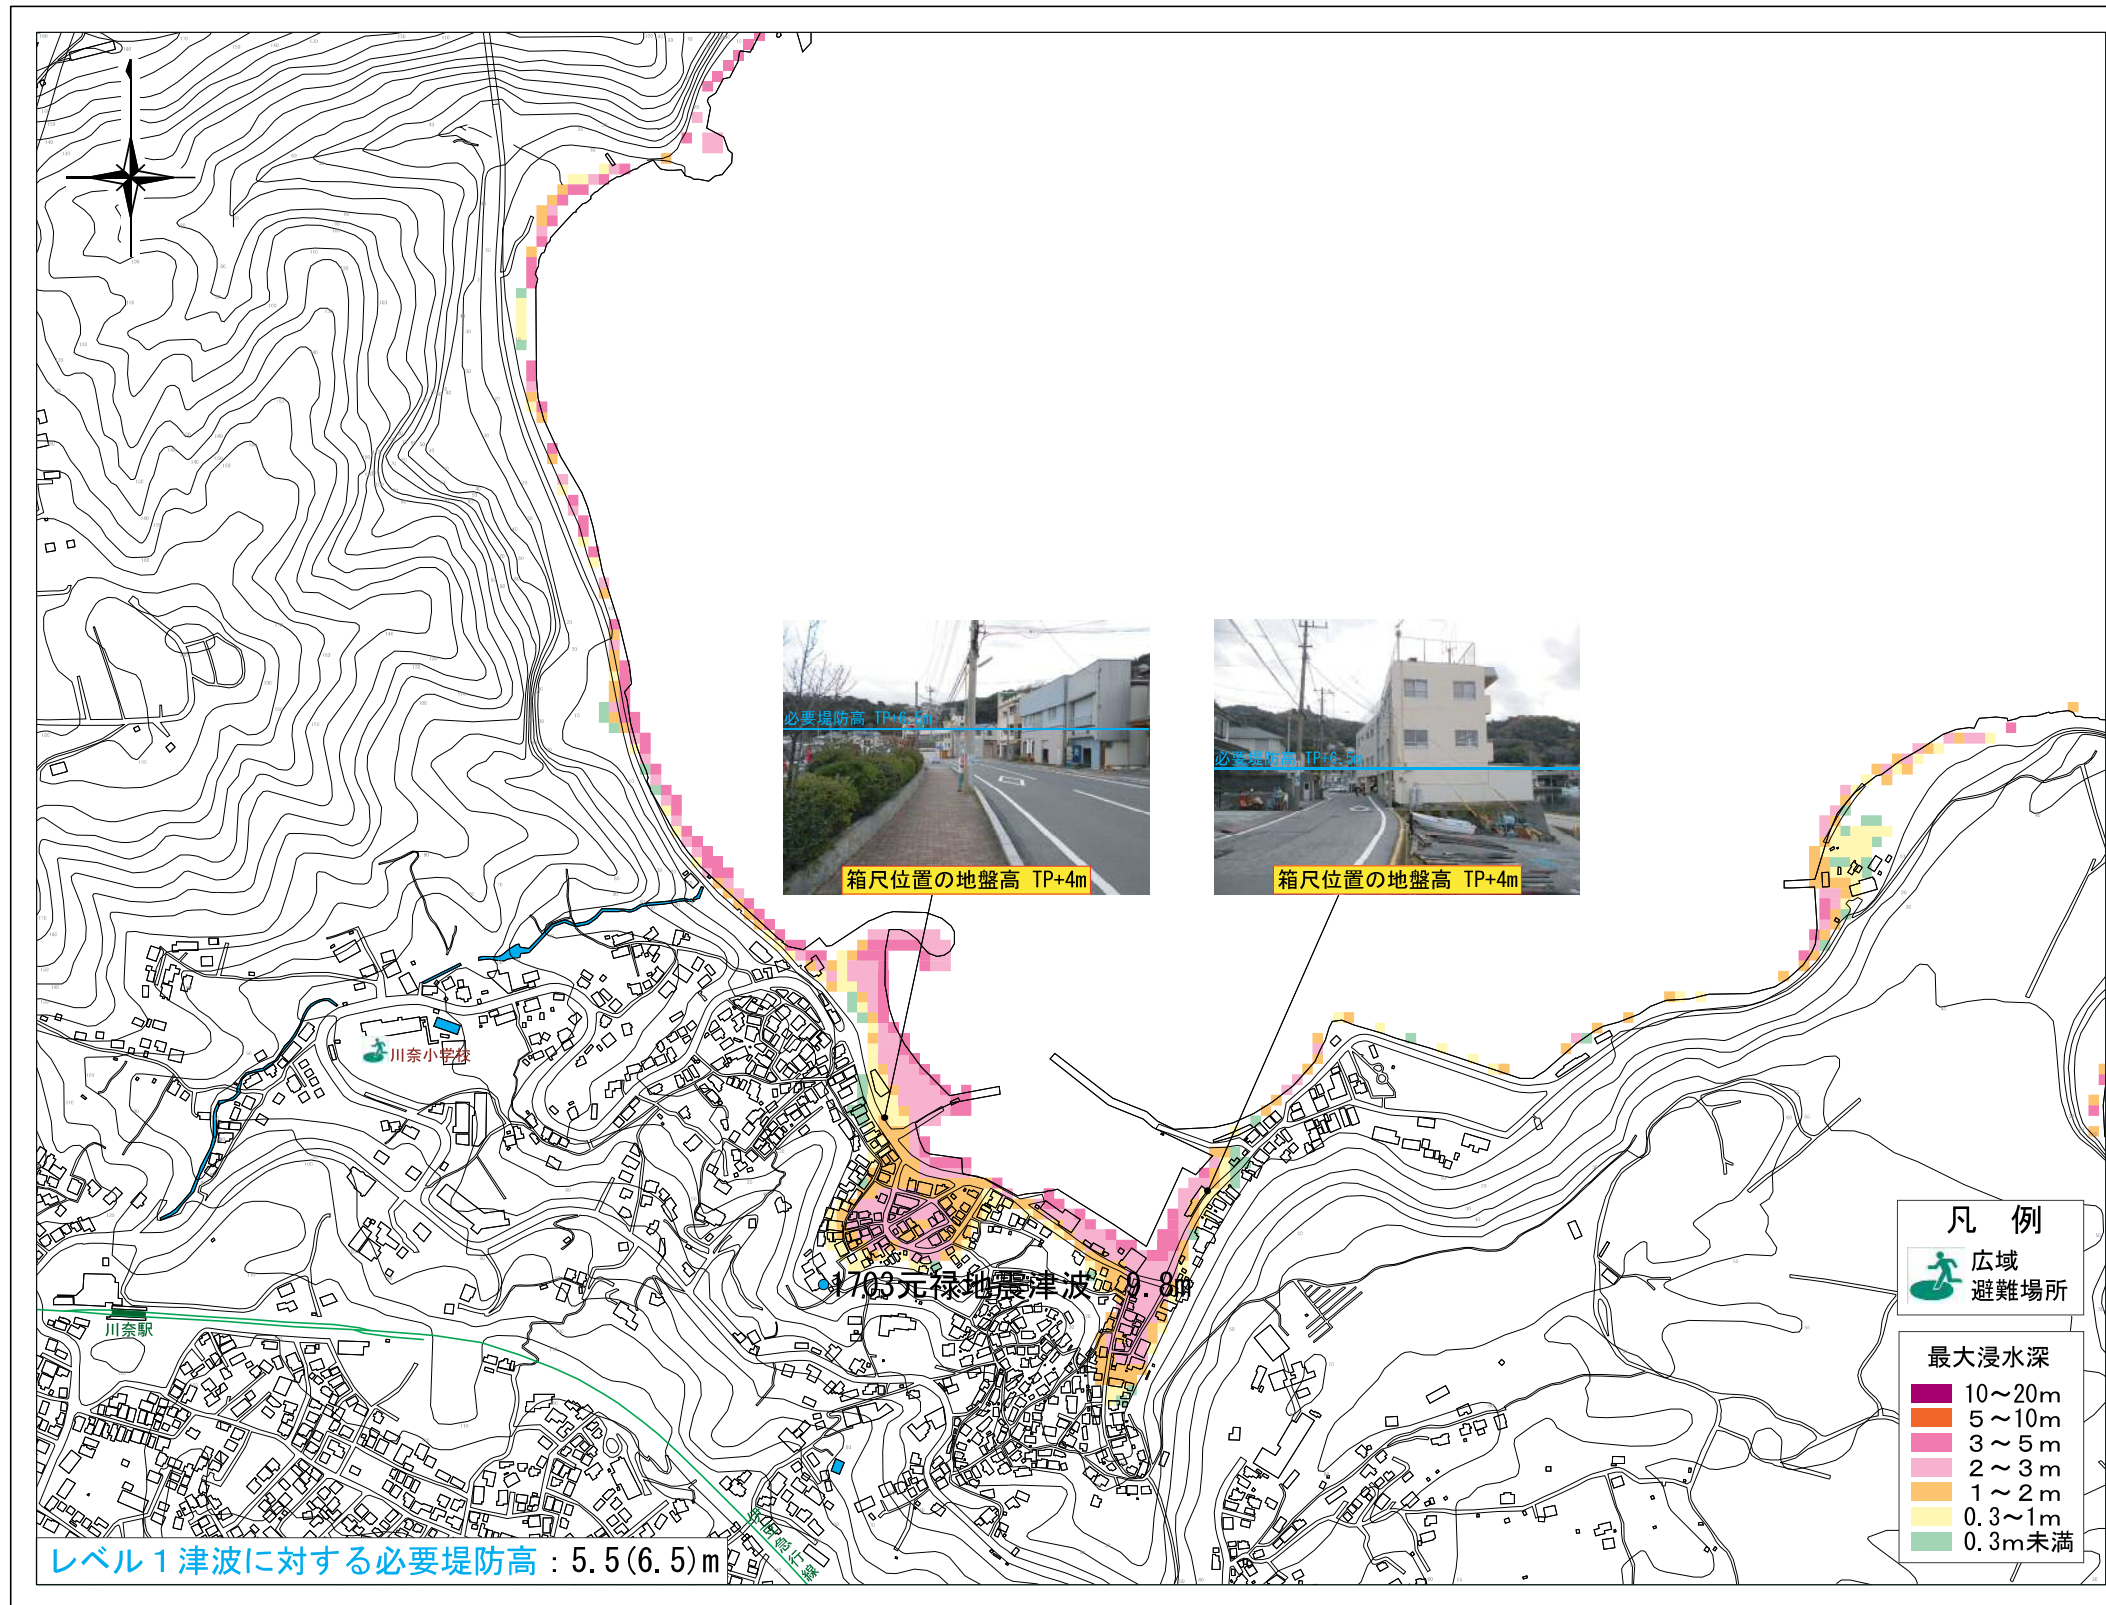 必要堤防高 TP+6.5m
必要堤防高 TP+6.5m
箱尺位置の地盤高 TP+4m
箱尺位置の地盤高 TP+4m
川奈小学校
1703元禄地震津波 9.8m
川奈駅
伊豆急行線
凡 例
広域
避難場所
最大浸水深
10～20m
5～10m
3～5m
2～3m
1～2m
0.3～1m
0.3m未満
レベル１津波に対する必要堤防高：5.5(6.5)m